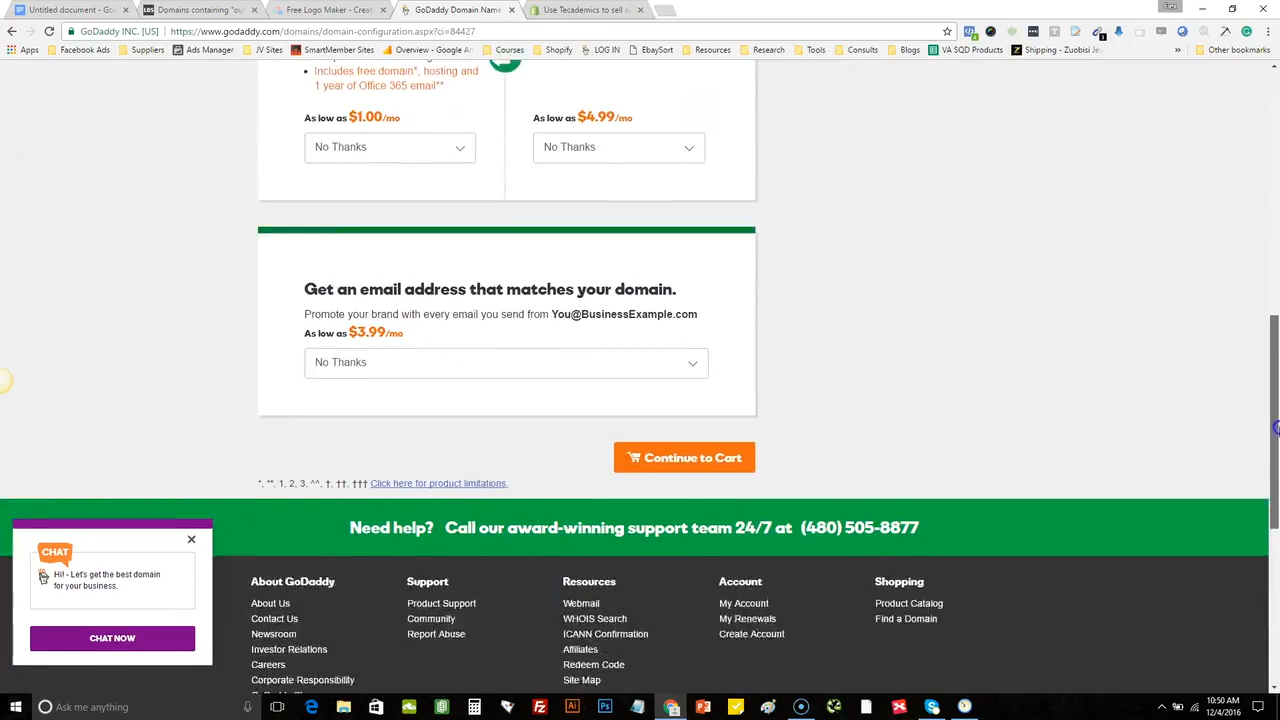 Untitled document - Go
Domains containing "out
Free Logo Maker - Creat
GoDaddy Domain Name
Use Tecademics to sell o
GoDaddy INC. [US]
https://www.godaddy.com/domains/domain-configuration.aspx?ci=84427
Apps
Facebook Ads
Suppliers
Ads Manager
JV Sites
SmartMember Sites
Overview - Google An
Courses
Shopify
LOG IN
EbaySort
Resources
Research
Tools
Consults
Blogs
VA SQD Products
Shipping - Zuobisi Je
Other bookmarks
Includes free domain*, hosting and
1 year of Office 365 email**
As low as $1.00/mo
As low as $4.99/mo
No Thanks
No Thanks
Get an email address that matches your domain.
Promote your brand with every email you send from You@BusinessExample.com
As low as $3.99/mo
No Thanks
Continue to Cart
*, **, 1, 2, 3, ^^, †, ††, ††† Click here for product limitations.
Need help? Call our award-winning support team 24/7 at (480) 505-8877
CHAT
Hi! - Let's get the best domain
for your business.
CHAT NOW
About GoDaddy
About Us
Contact Us
Newsroom
Investor Relations
Careers
Corporate Responsibility
Support
Product Support
Community
Report Abuse
Resources
Webmail
WHOIS Search
ICANN Confirmation
Affiliates
Redeem Code
Site Map
Account
My Account
My Renewals
Create Account
Shopping
Product Catalog
Find a Domain
Ask me anything
10:50 AM
12/4/2016